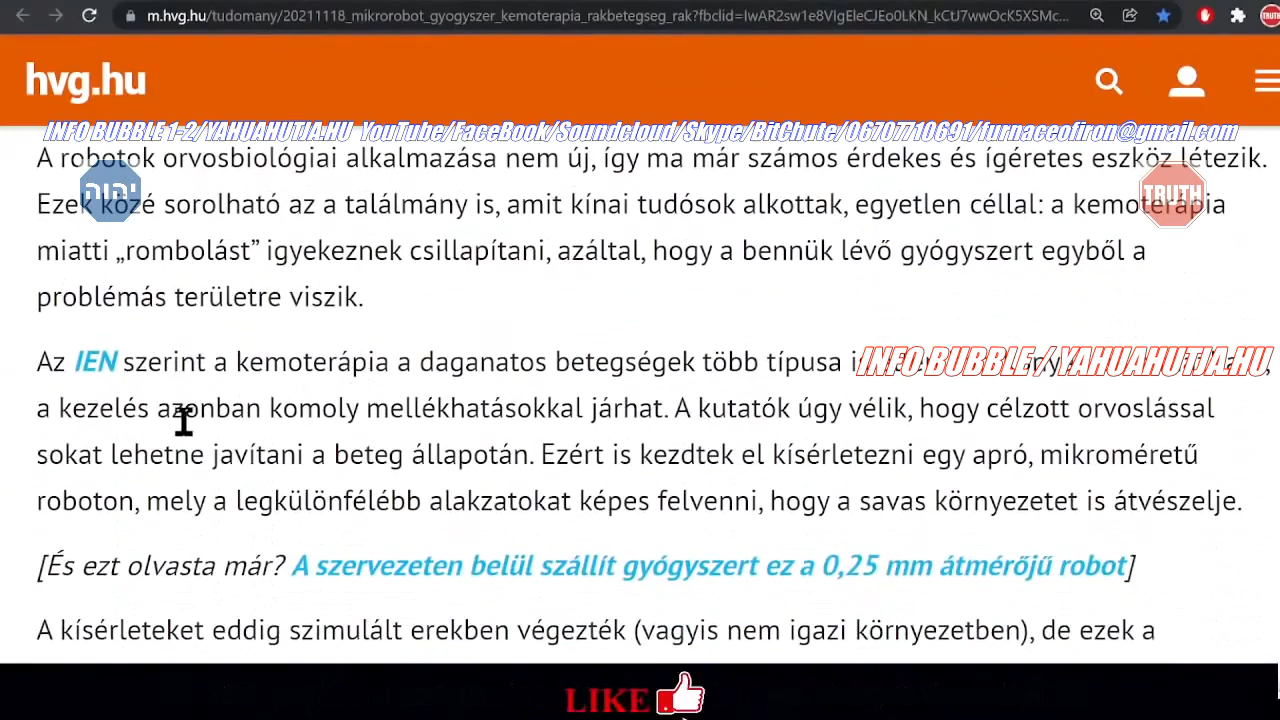 m.hvg.hu/tudomany/20211118_mikrorobot_gyogyszer_kemoterapia_rakbetegseg_rak?fbclid=IwAR2sw1e8VIgEleCJEo0LKN_kCtJ7wwOcK5XSMc...
TRUTH
hvg.hu
INFO BUBBLE 1-2/YAHUAHUTJA.HU YouTube/FaceBook/Soundcloud/Skype/BitChute/06707710691/furnaceofiron@gmail.com
A robotok orvosbiológiai alkalmazása nem új, így ma már számos érdekes és ígéretes eszköz létezik.
יהוה
TRUTH
Ezek közé sorolható az a találmány is, amit kínai tudósok alkottak, egyetlen céllal: a kemoterápia
miatti „rombolást” igyekeznek csillapítani, azáltal, hogy a bennük lévő gyógyszert egyből a
problémás területre viszik.
Az IEN szerint a kemoterápia a daganatos betegségek több típusa
INFO BUBBLE / YAHUAHUTJA.HU
a kezelés azonban komoly mellékhatásokkal járhat. A kutatók úgy vélik, hogy célzott orvoslással
sokat lehetne javítani a beteg állapotán. Ezért is kezdtek el kísérletezni egy apró, mikroméretű
roboton, mely a legkülönfélébb alakzatokat képes felvenni, hogy a savas környezetet is átvészelje.
[És ezt olvasta már? A szervezeten belül szállít gyógyszert ez a 0,25 mm átmérőjű robot]
A kísérleteket eddig szimulált erekben végezték (vagyis nem igazi környezetben), de ezek a
LIKE